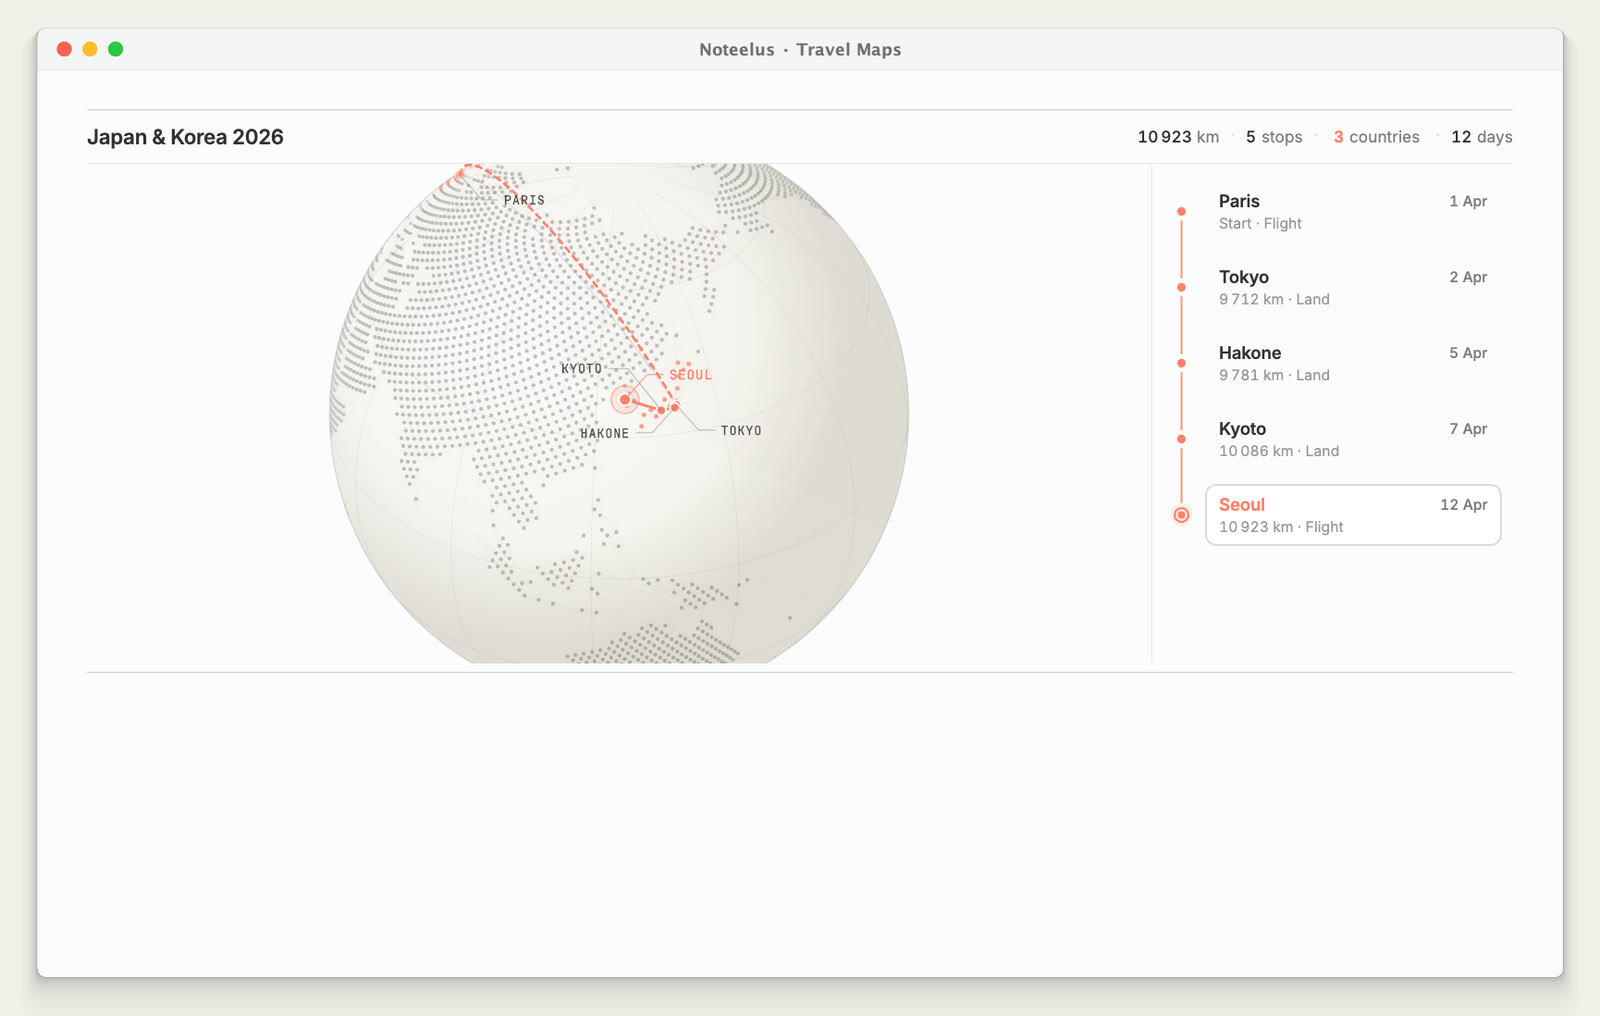 Noteelus · Travel Maps
Japan & Korea 2026
10 923 km · 5 stops · 3 countries · 12 days
PARIS
KYOTO
SEOUL
HAKONE
TOKYO
Paris 1 Apr
Start · Flight
Tokyo 2 Apr
9 712 km · Land
Hakone 5 Apr
9 781 km · Land
Kyoto 7 Apr
10 086 km · Land
Seoul 12 Apr
10 923 km · Flight